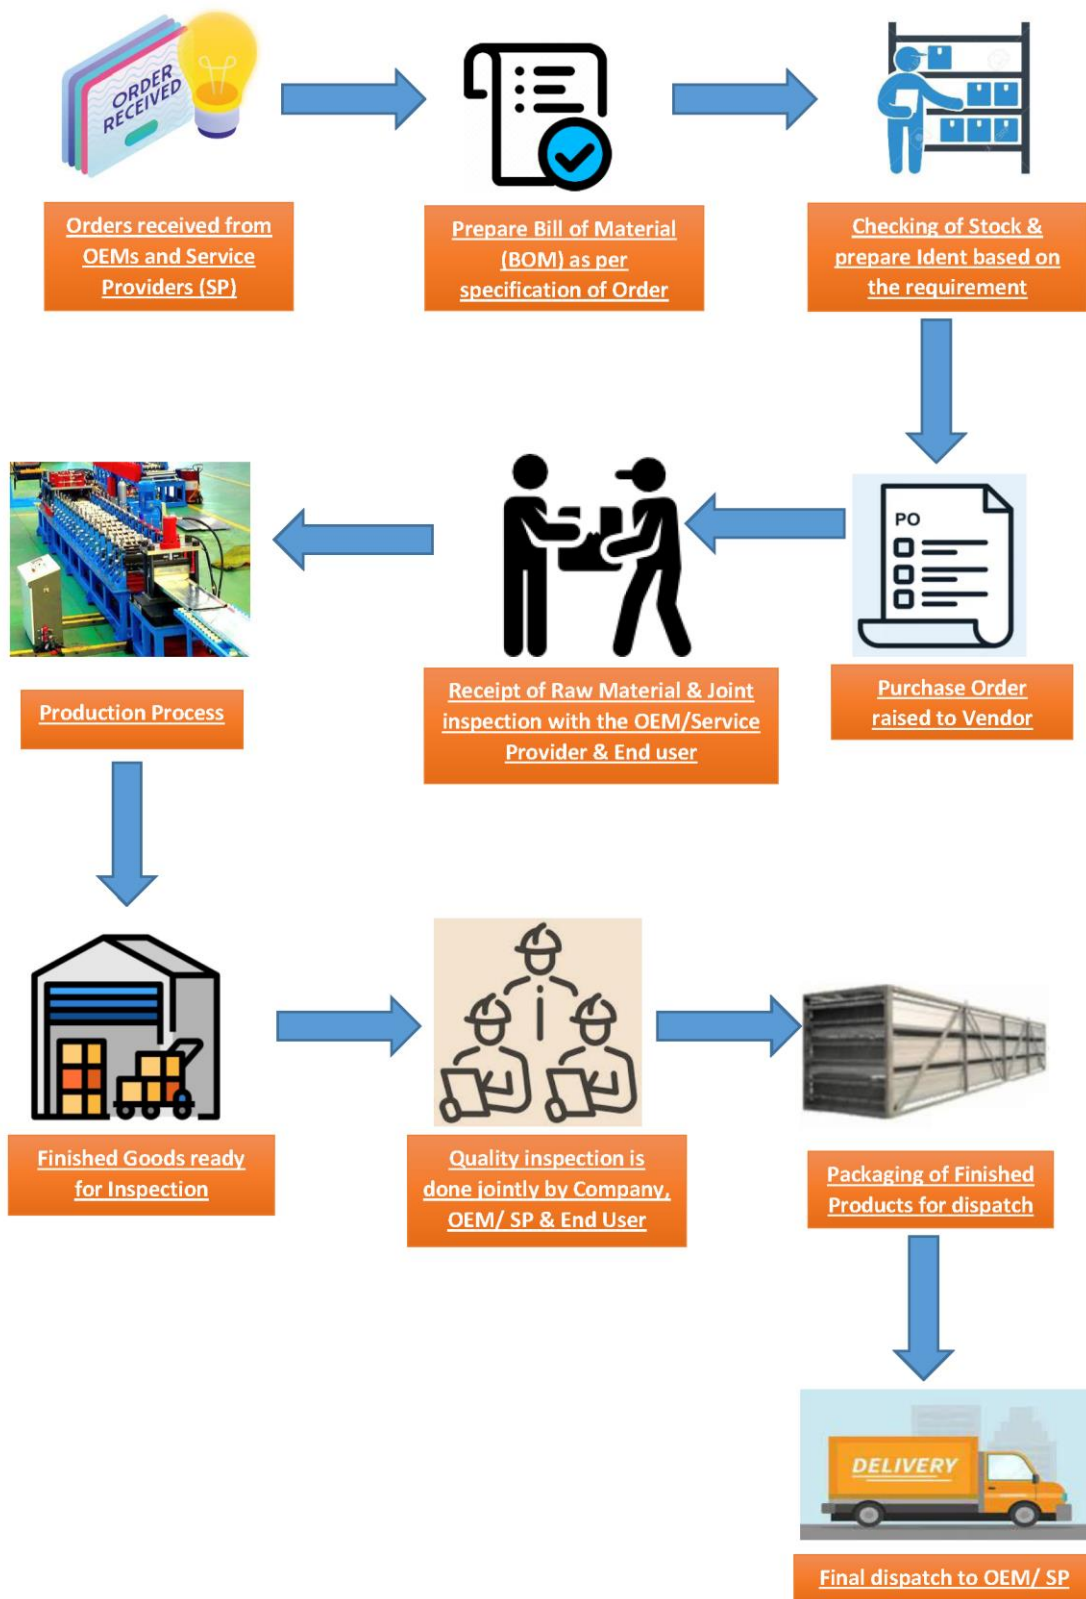 ORDER
RECEIVED
Orders received from
OEMs and Service
Providers (SP)
Prepare Bill of Material
(BOM) as per
specification of Order
Checking of Stock &
prepare Ident based on
the requirement
PO
Purchase Order
raised to Vendor
Receipt of Raw Material & Joint
inspection with the OEM/Service
Provider & End user
Production Process
Finished Goods ready
for Inspection
Quality inspection is
done jointly by Company,
OEM/ SP & End User
Packaging of Finished
Products for dispatch
DELIVERY
Final dispatch to OEM/ SP